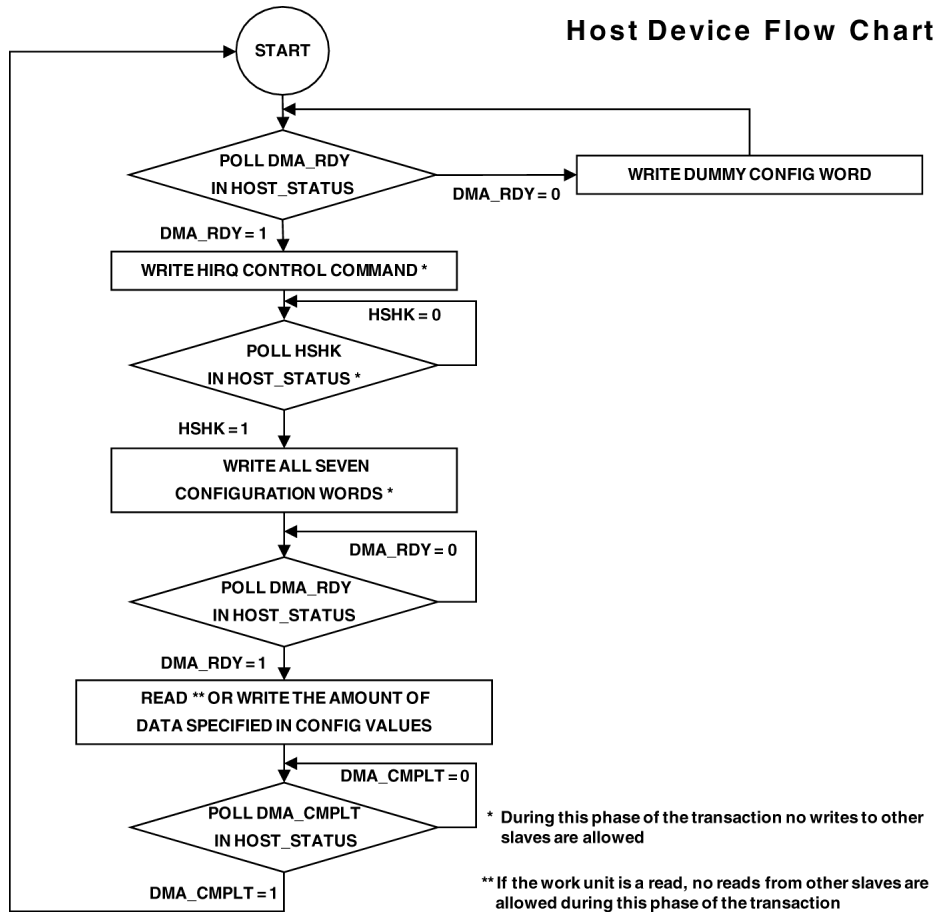 Host Device Flow Chart
START
POLL DMA_RDY
IN HOST_STATUS
WRITE DUMMY CONFIG WORD
DMA_RDY = 0
DMA_RDY = 1
WRITE HIRQ CONTROL COMMAND *
HSHK = 0
POLL HSHK
IN HOST_STATUS *
HSHK = 1
WRITE ALL SEVEN
CONFIGURATION WORDS *
DMA_RDY = 0
POLL DMA_RDY
IN HOST_STATUS
DMA_RDY = 1
READ ** OR WRITE THE AMOUNT OF
DATA SPECIFIED IN CONFIG VALUES
DMA_CMPLT = 0
POLL DMA_CMPLT
IN HOST_STATUS
DMA_CMPLT = 1
* During this phase of the transaction no writes to other
slaves are allowed
** If the work unit is a read, no reads from other slaves are
allowed during this phase of the transaction